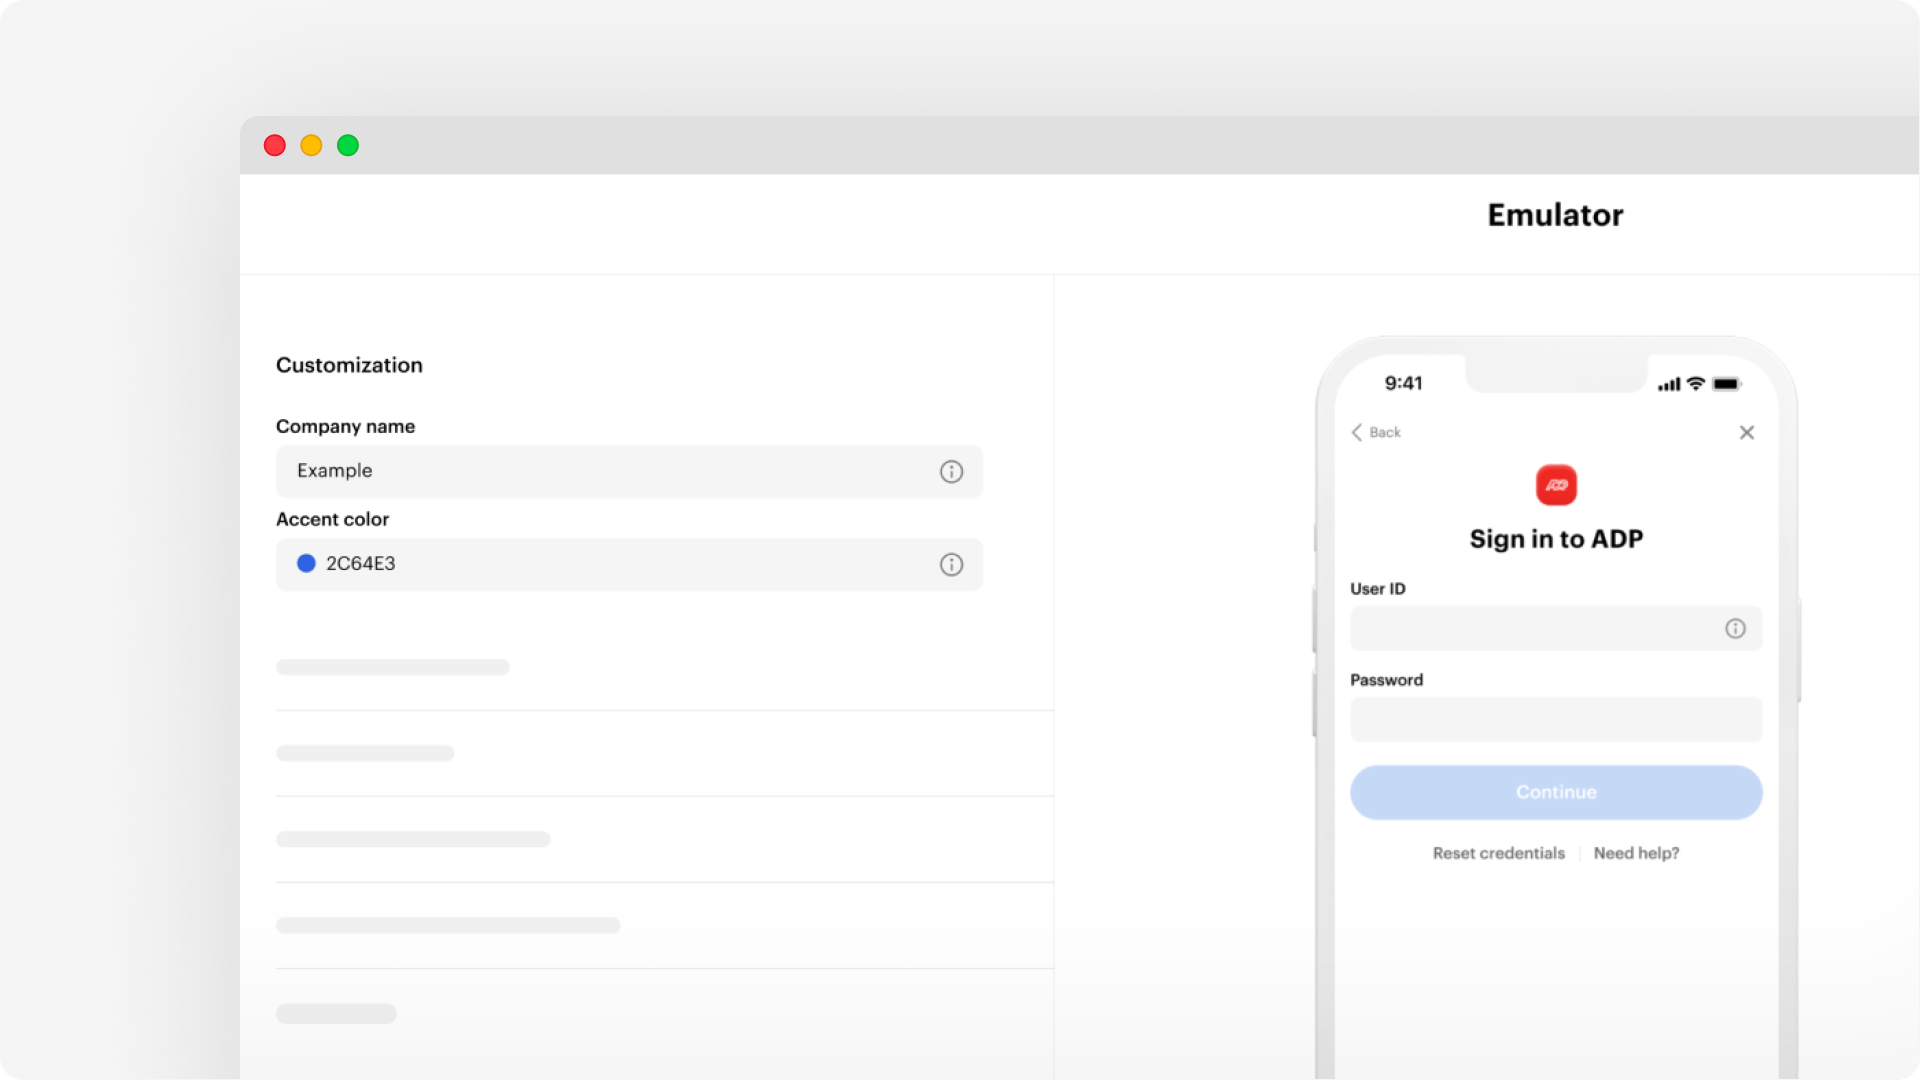 Emulator
Customization
Company name
Example
Accent color
2C64E3
9:41
Back
ADP
Sign in to ADP
User ID
Password
Continue
Reset credentials
Need help?